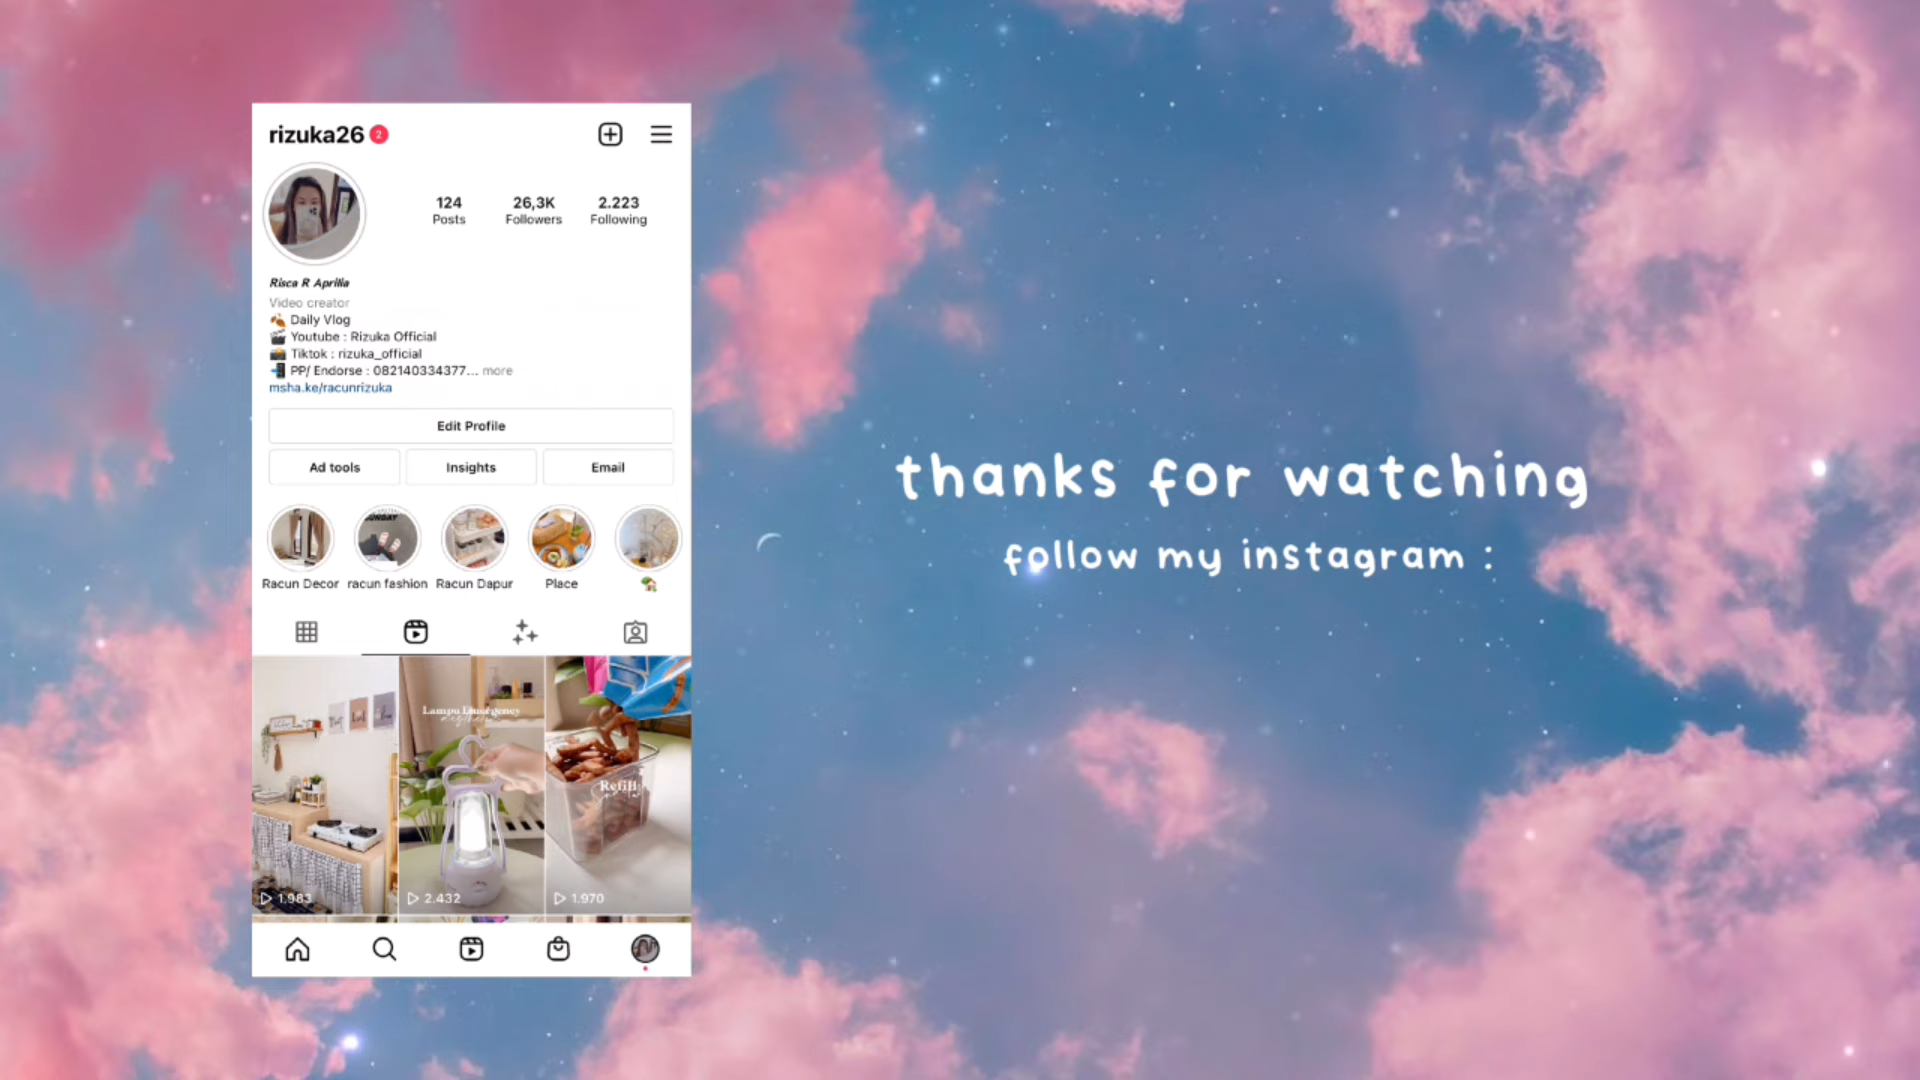 rizuka26 2
124 26,3K 2.223
Posts Followers Following
Risca R Aprilia
Video creator
Daily Vlog
Youtube : Rizuka Official
Tiktok : rizuka_official
PP/ Endorse : 082140334377... more
msha.ke/racunrizuka
Edit Profile
Ad tools Insights Email
Racun Decor racun fashion Racun Dapur Place
Lampu Emergency
Refill
1.983 2.432 1.970
thanks for watching
follow my instagram :